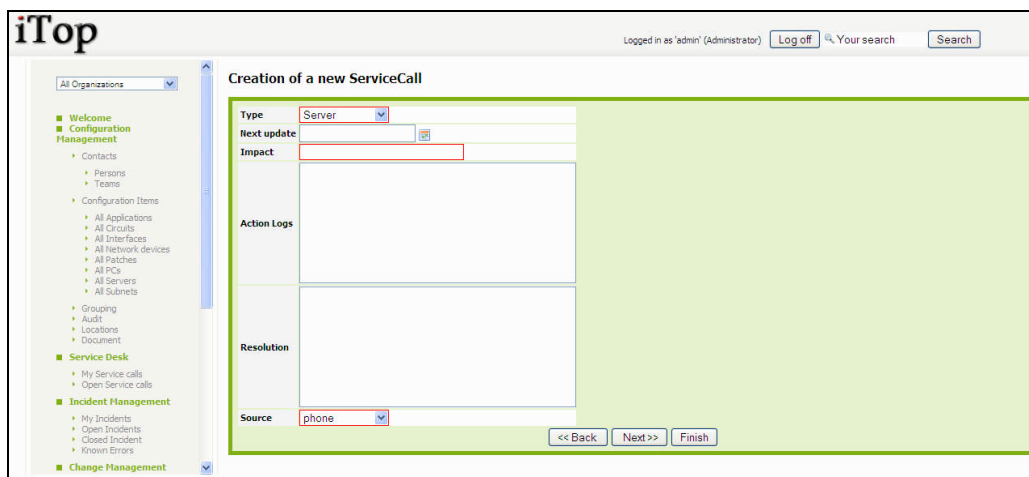 iTop
Logged in as 'admin' (Administrator) Log off Your search Search
All Organizations
Welcome
Configuration
Management
Contacts
Persons
Teams
Configuration Items
All Applications
All Circuits
All Interfaces
All Network devices
All Patches
All PCs
All Servers
All Subnets
Grouping
Audit
Locations
Document
Service Desk
My Service calls
Open Service calls
Incident Management
My Incidents
Open Incidents
Closed Incident
Known Errors
Change Management
Creation of a new ServiceCall
Type Server
Next update
Impact
Action Logs
Resolution
Source phone
<< Back Next >> Finish